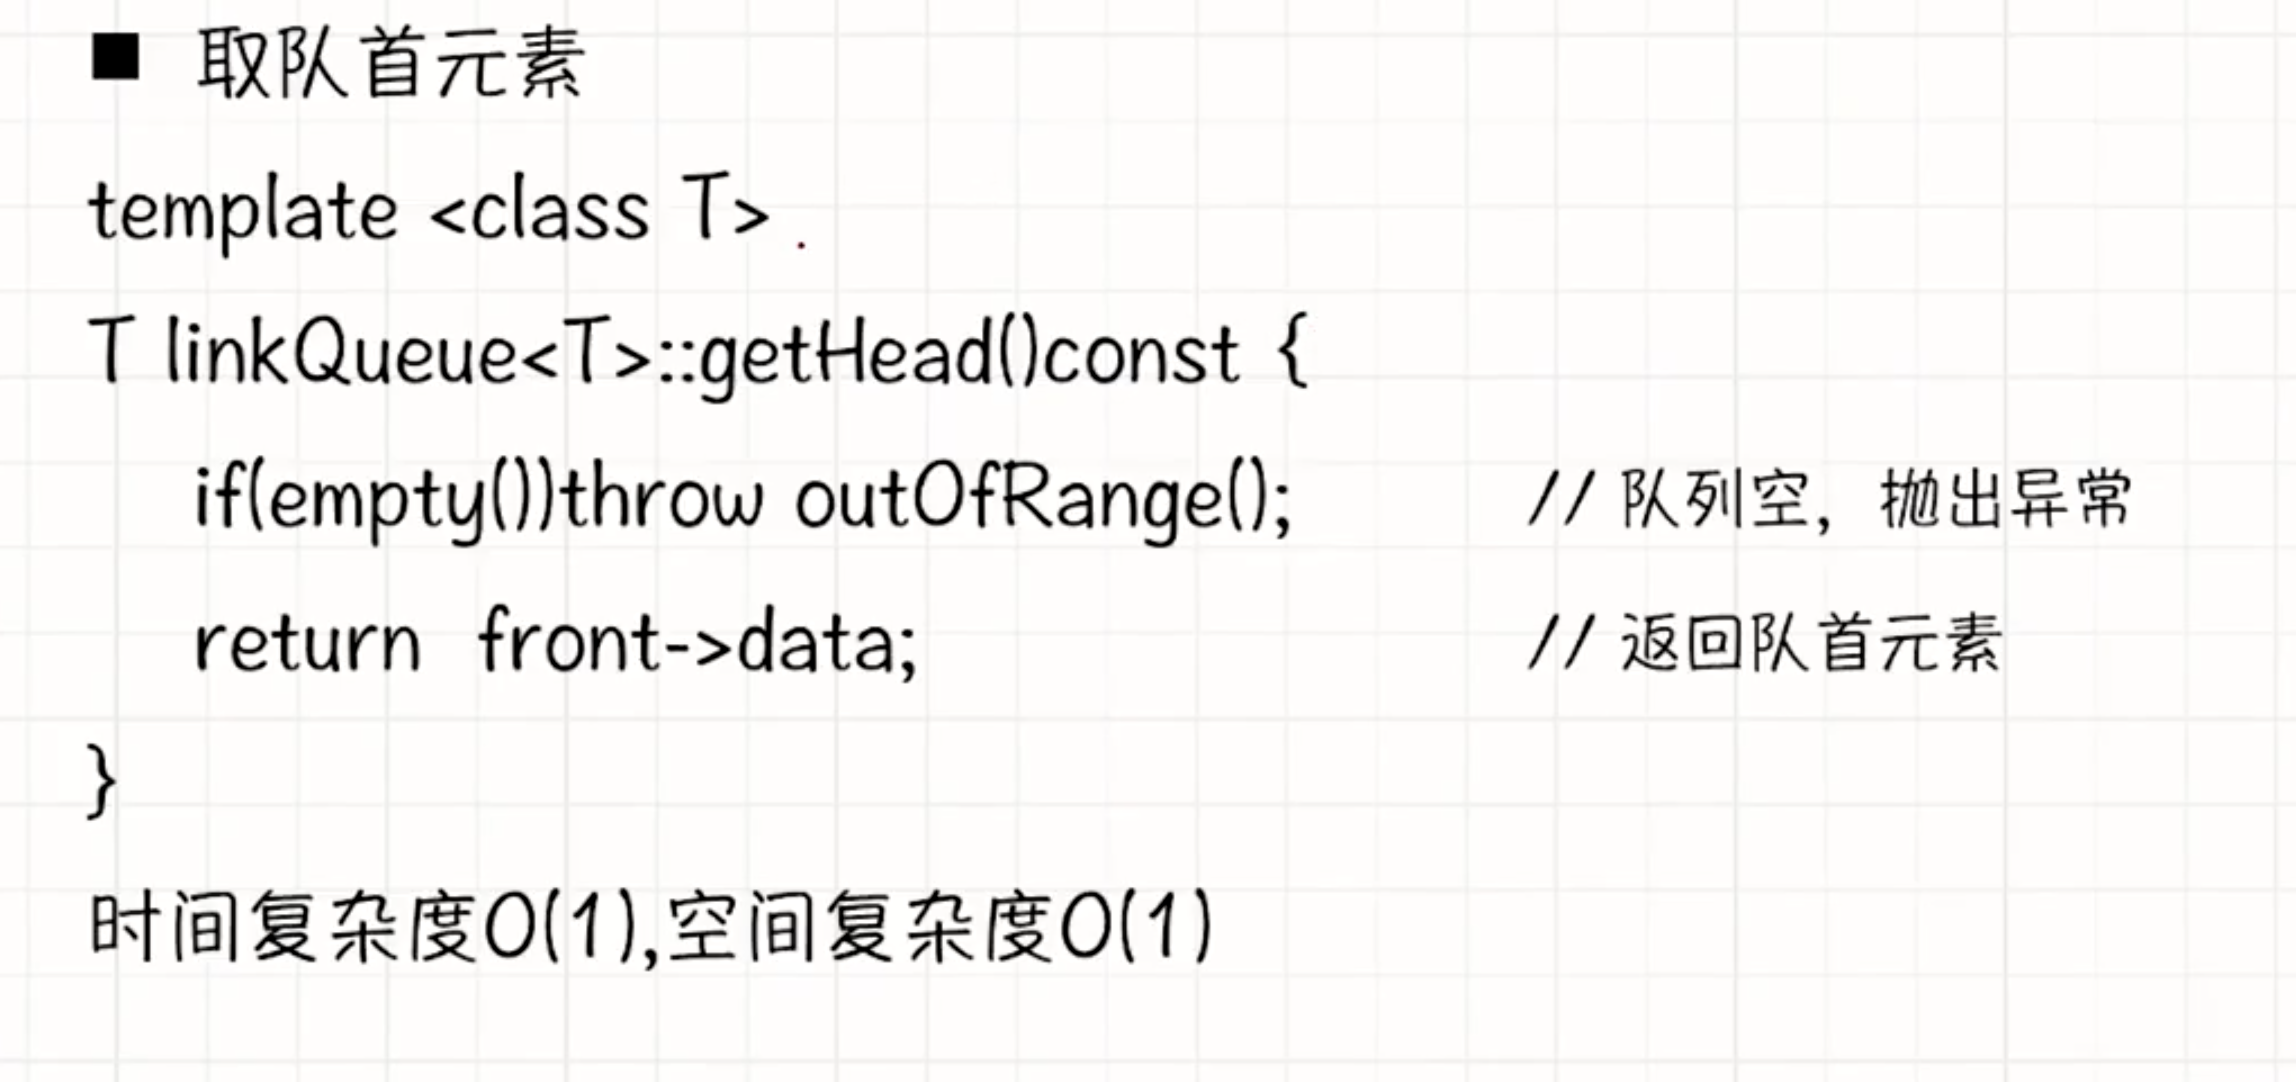 ■ 取队首元素
template <class T>
T linkQueue<T>::getHead()const {
if(empty())throw outOfRange(); // 队列空，抛出异常
return front->data; // 返回队首元素
}
时间复杂度O(1),空间复杂度O(1)